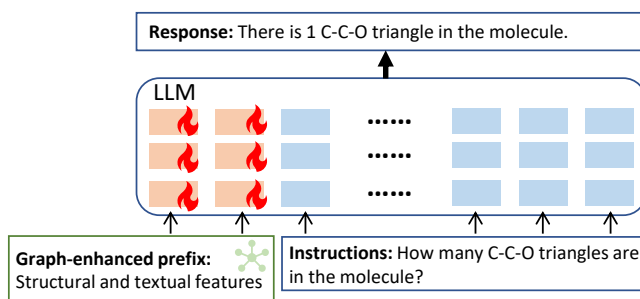 Response: There is 1 C-C-O triangle in the molecule.
LLM
......
......
......
Graph-enhanced prefix:
Structural and textual features
Instructions: How many C-C-O triangles are
in the molecule?